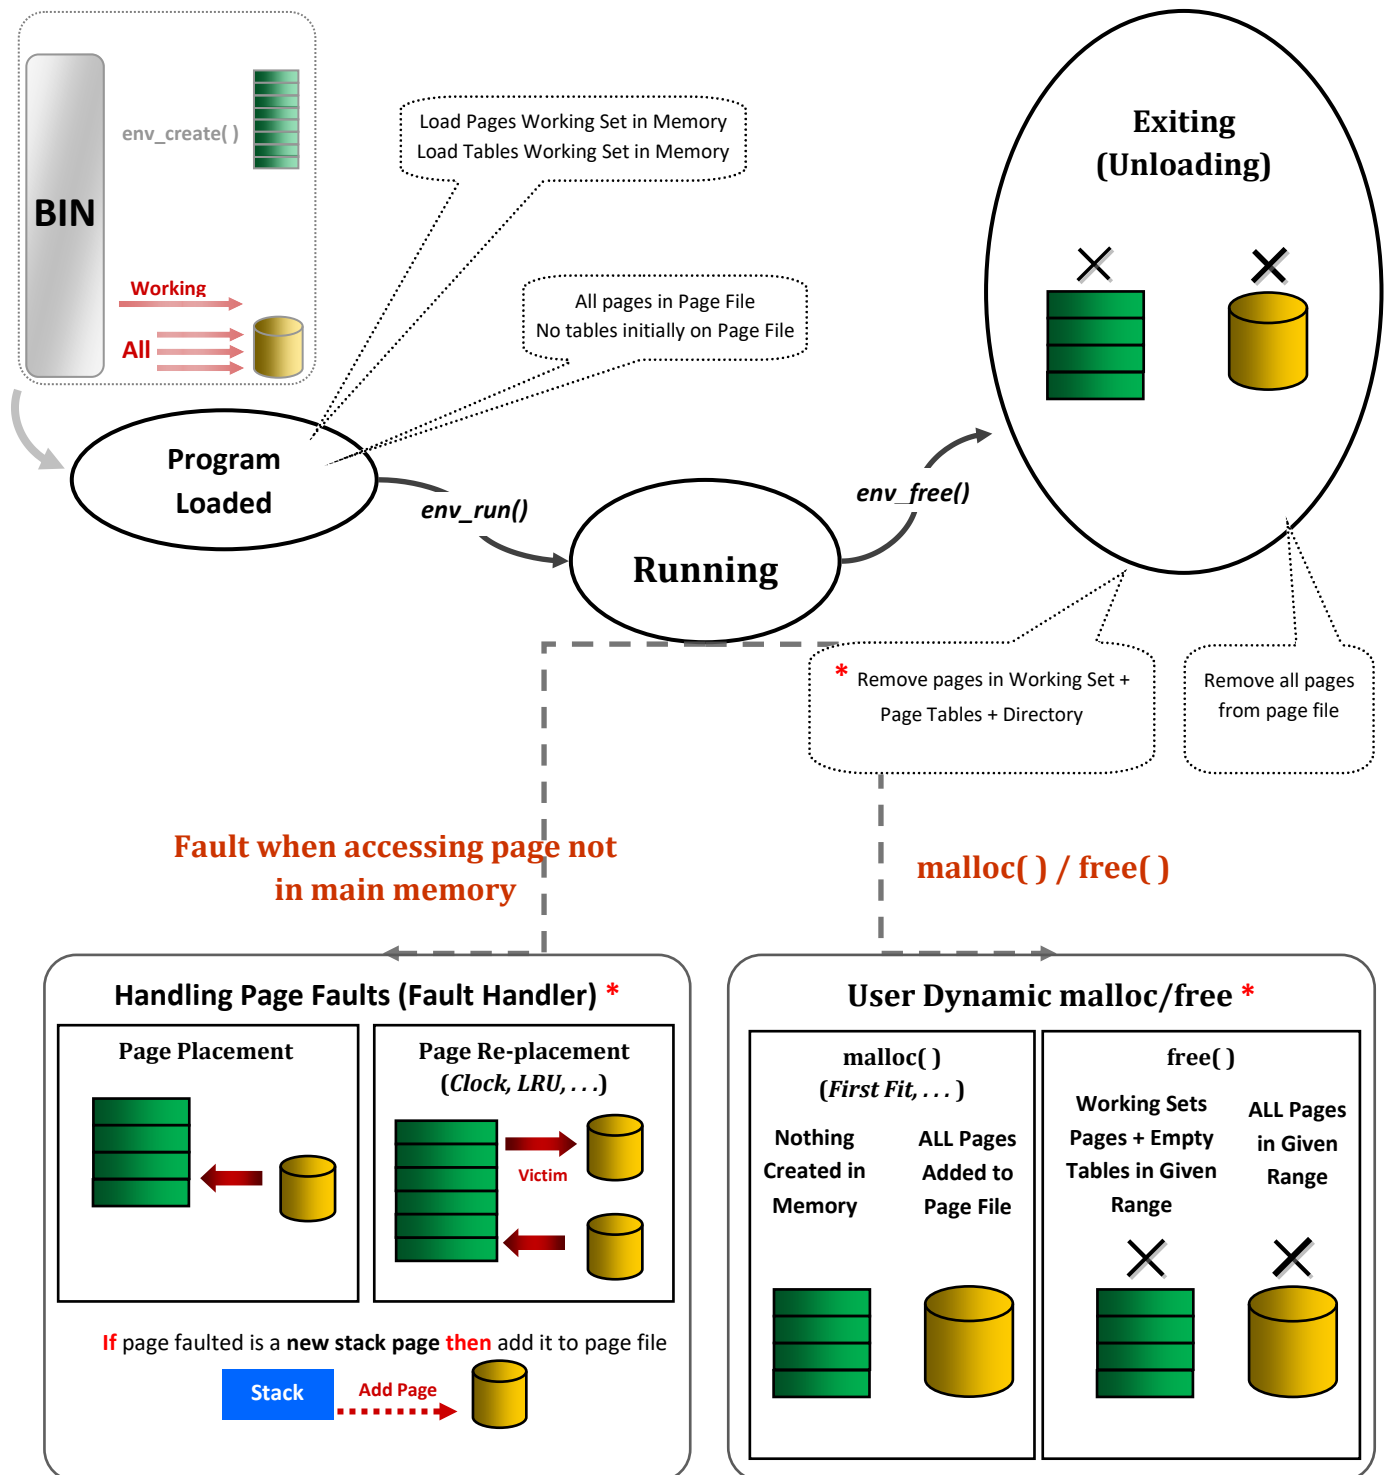 env_create( )
BIN
Working
All
Load Pages Working Set in Memory
Load Tables Working Set in Memory
All pages in Page File
No tables initially on Page File
Exiting
(Unloading)
Program
Loaded
env_run()
Running
env_free()
* Remove pages in Working Set +
Page Tables + Directory
Remove all pages
from page file
Fault when accessing page not
in main memory
malloc( ) / free( )
Handling Page Faults (Fault Handler) *
Page Placement
Page Re-placement
(Clock, LRU, . . .)
Victim
If page faulted is a new stack page then add it to page file
Stack
Add Page
User Dynamic malloc/free *
malloc( )
(First Fit, . . . )
Nothing
Created in
Memory
ALL Pages
Added to
Page File
free( )
Working Sets
Pages + Empty
Tables in Given
Range
ALL Pages
in Given
Range